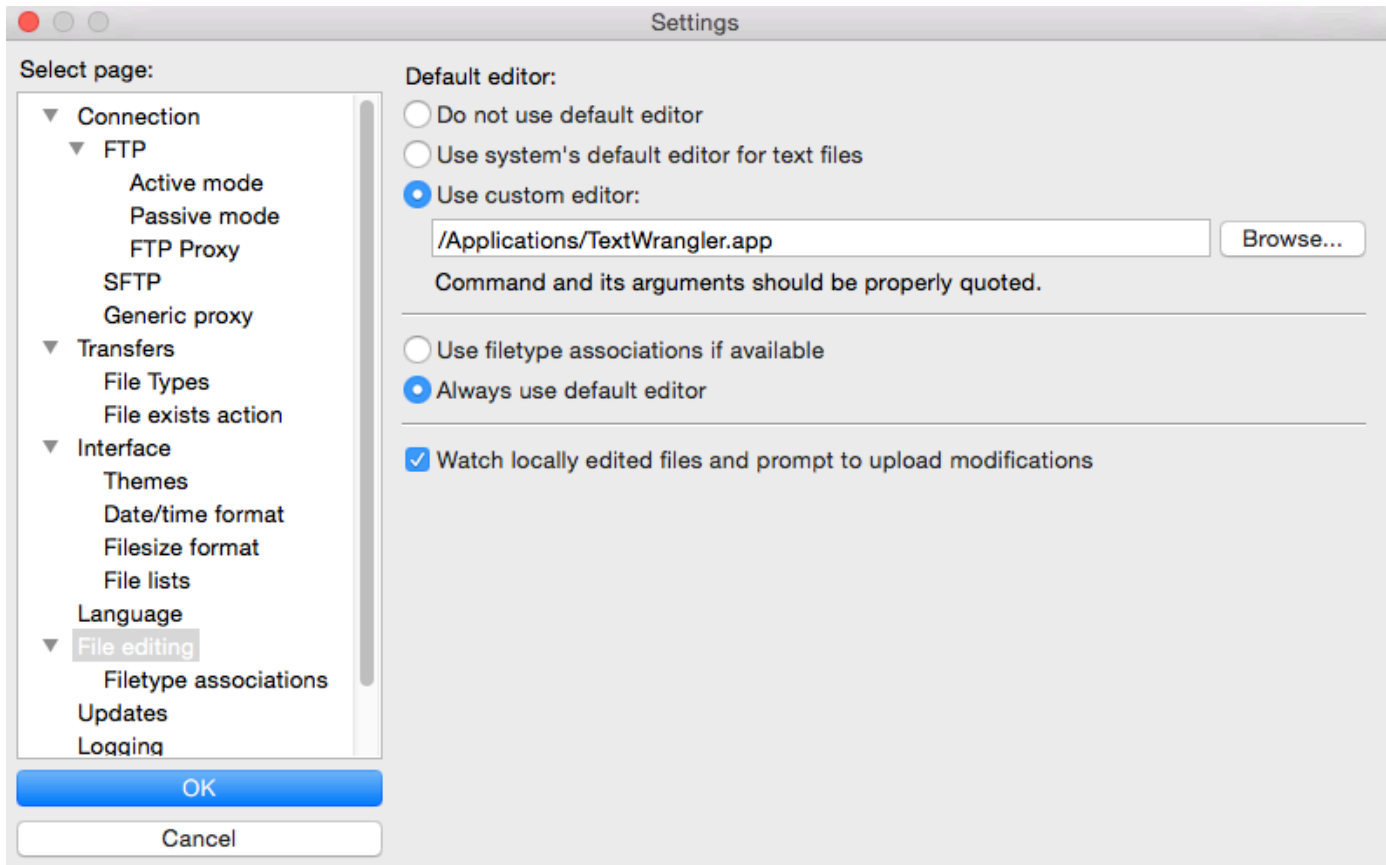 Settings
Select page:
Connection
FTP
Active mode
Passive mode
FTP Proxy
SFTP
Generic proxy
Transfers
File Types
File exists action
Interface
Themes
Date/time format
Filesize format
File lists
Language
File editing
Filetype associations
Updates
Logging
OK
Cancel
Default editor:
Do not use default editor
Use system's default editor for text files
Use custom editor:
/Applications/TextWrangler.app
Browse...
Command and its arguments should be properly quoted.
Use filetype associations if available
Always use default editor
Watch locally edited files and prompt to upload modifications